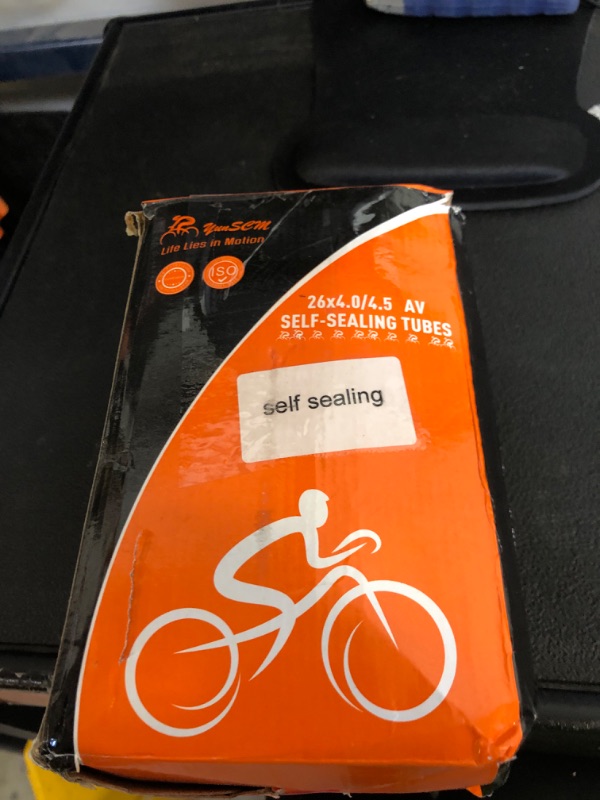 YunSCM
Life Lies in Motion
ISO
26x4.0/4.5 AV
SELF-SEALING TUBES
self sealing